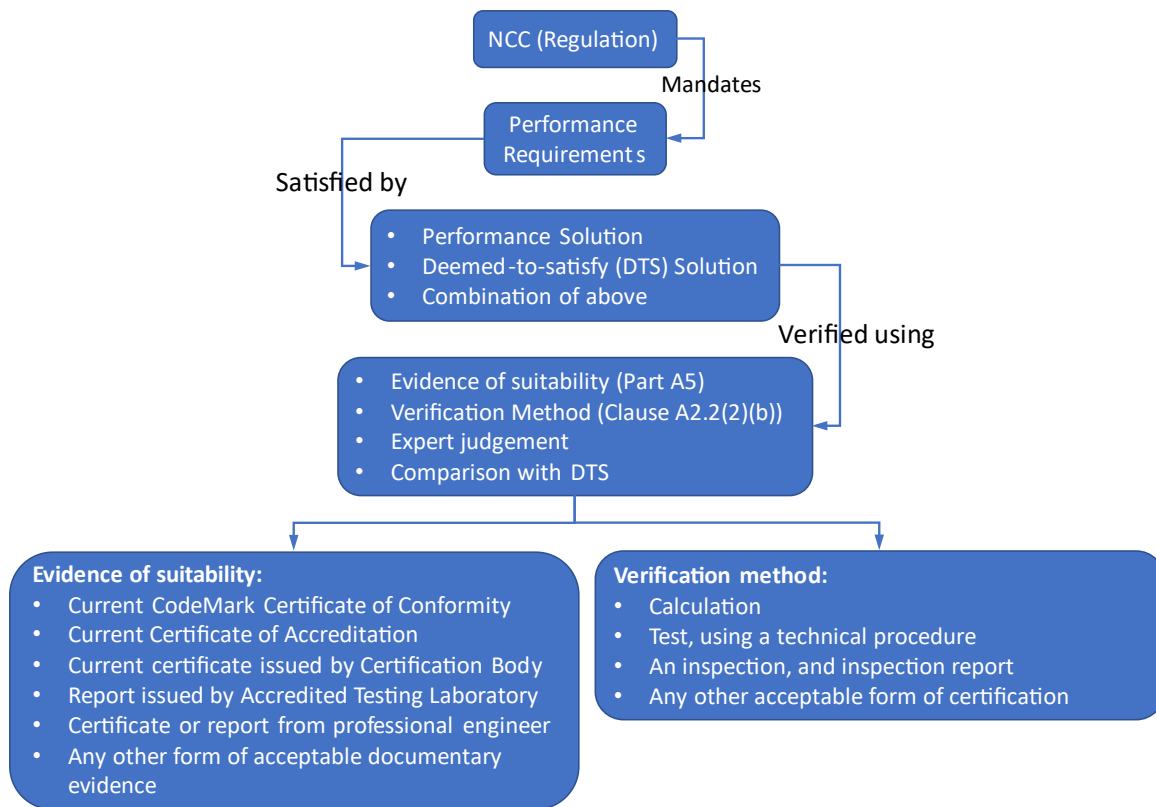 NCC (Regulation)
Mandates
Performance
Requirements
Satisfied by
• Performance Solution
• Deemed-to-satisfy (DTS) Solution
• Combination of above
Verified using
• Evidence of suitability (Part A5)
• Verification Method (Clause A2.2(2)(b))
• Expert judgement
• Comparison with DTS
Evidence of suitability:
• Current CodeMark Certificate of Conformity
• Current Certificate of Accreditation
• Current certificate issued by Certification Body
• Report issued by Accredited Testing Laboratory
• Certificate or report from professional engineer
• Any other form of acceptable documentary
evidence
Verification method:
• Calculation
• Test, using a technical procedure
• An inspection, and inspection report
• Any other acceptable form of certification